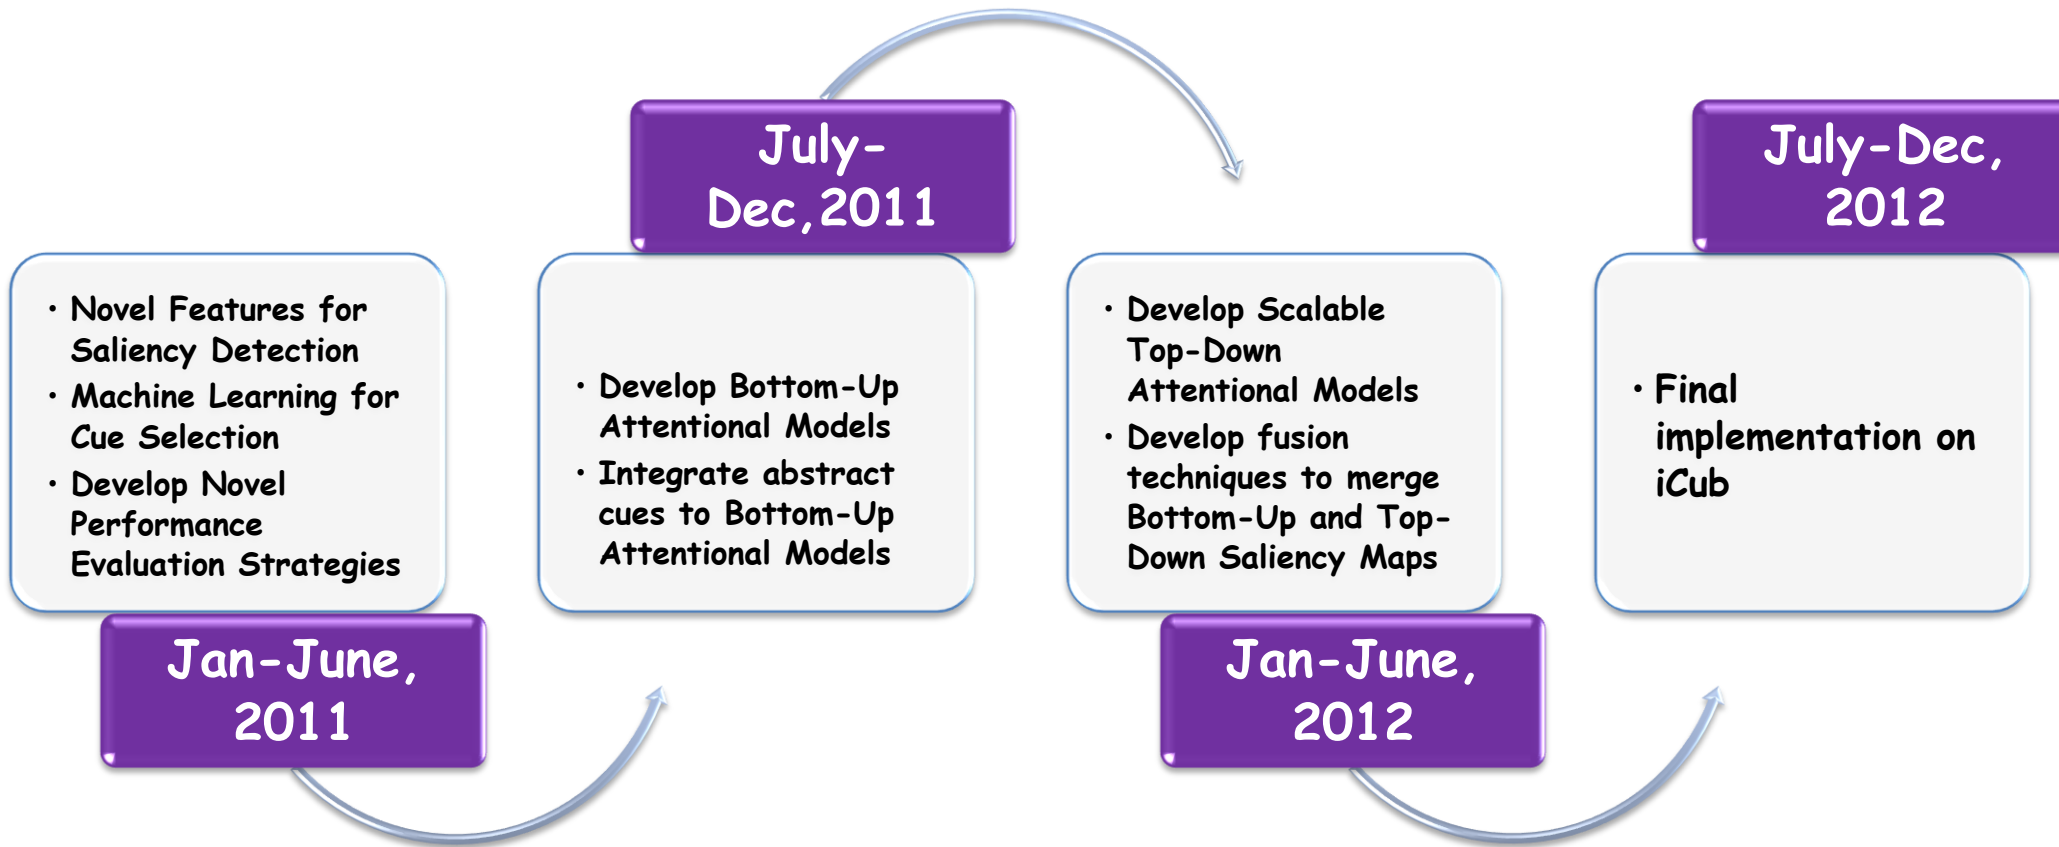 • Novel Features for
Saliency Detection
• Machine Learning for
Cue Selection
• Develop Novel
Performance
Evaluation Strategies
Jan-June,
2011
July-
Dec,2011
• Develop Bottom-Up
Attentional Models
• Integrate abstract
cues to Bottom-Up
Attentional Models
• Develop Scalable
Top-Down
Attentional Models
• Develop fusion
techniques to merge
Bottom-Up and Top-
Down Saliency Maps
Jan-June,
2012
July-Dec,
2012
• Final
implementation on
iCub